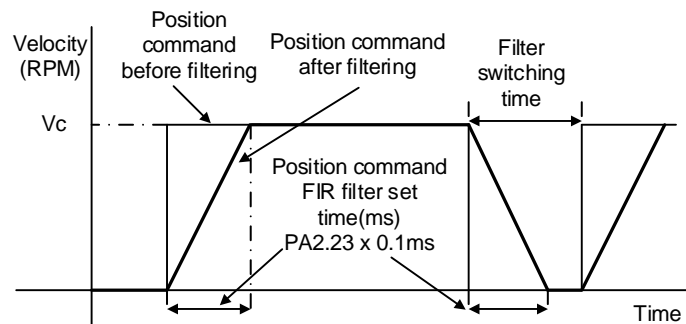 Velocity
(RPM)
Position
command
before filtering
Position command
after filtering
Filter
switching
time
Vc
Position command
FIR filter set
time(ms)
PA2.23 x 0.1ms
Time